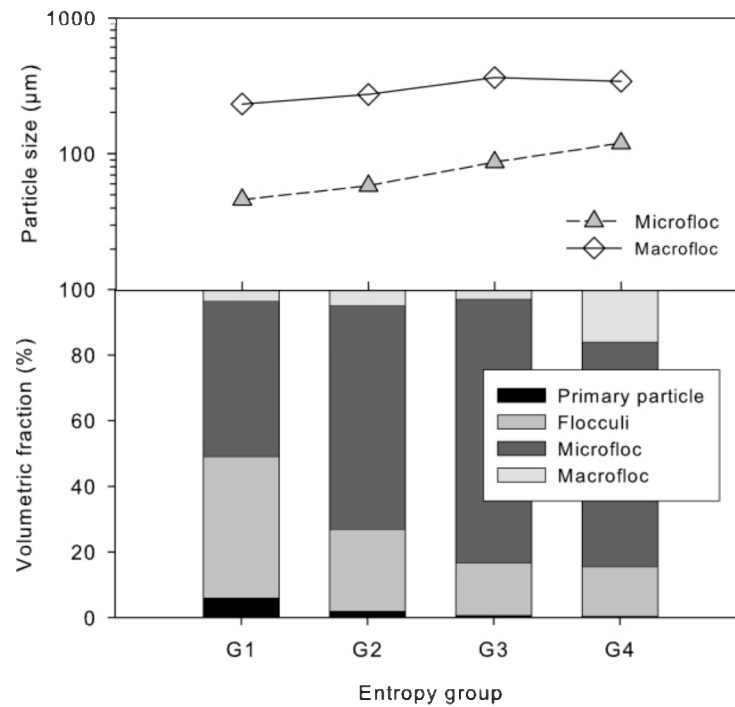 1000
100
Particle size (μm)
Microfloc
Macrofloc
100
80
60
40
20
0
Volumetric fraction (%)
Primary particle
Flocculi
Microfloc
Macrofloc
G1 G2 G3 G4
Entropy group